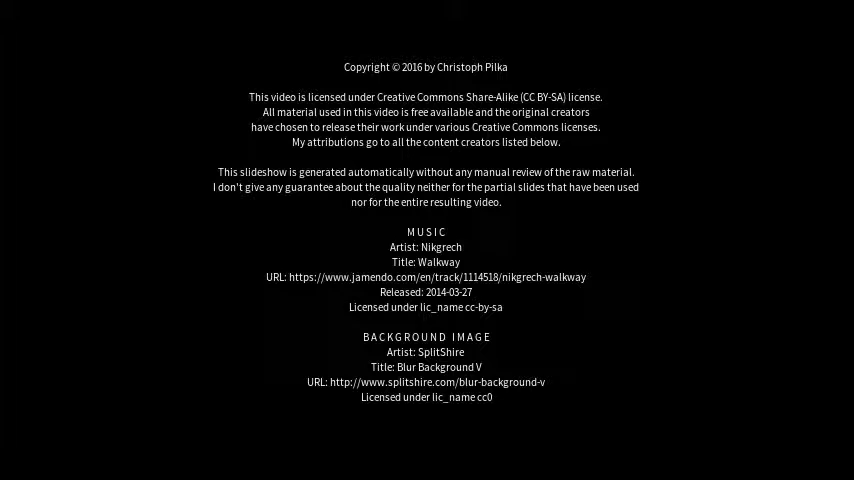 Copyright © 2016 by Christoph Pilka
This video is licensed under Creative Commons Share-Alike (CC BY-SA) license.
All material used in this video is free available and the original creators
have chosen to release their work under various Creative Commons licenses.
My attributions go to all the content creators listed below.
This slideshow is generated automatically without any manual review of the raw material.
I don't give any guarantee about the quality neither for the partial slides that have been used
nor for the entire resulting video.
M U S I C
Artist: Nikgrech
Title: Walkway
URL: https://www.jamendo.com/en/track/1114518/nikgrech-walkway
Released: 2014-03-27
Licensed under lic_name cc-by-sa
B A C K G R O U N D   I M A G E
Artist: SplitShire
Title: Blur Background V
URL: http://www.splitshire.com/blur-background-v
Licensed under lic_name cc0